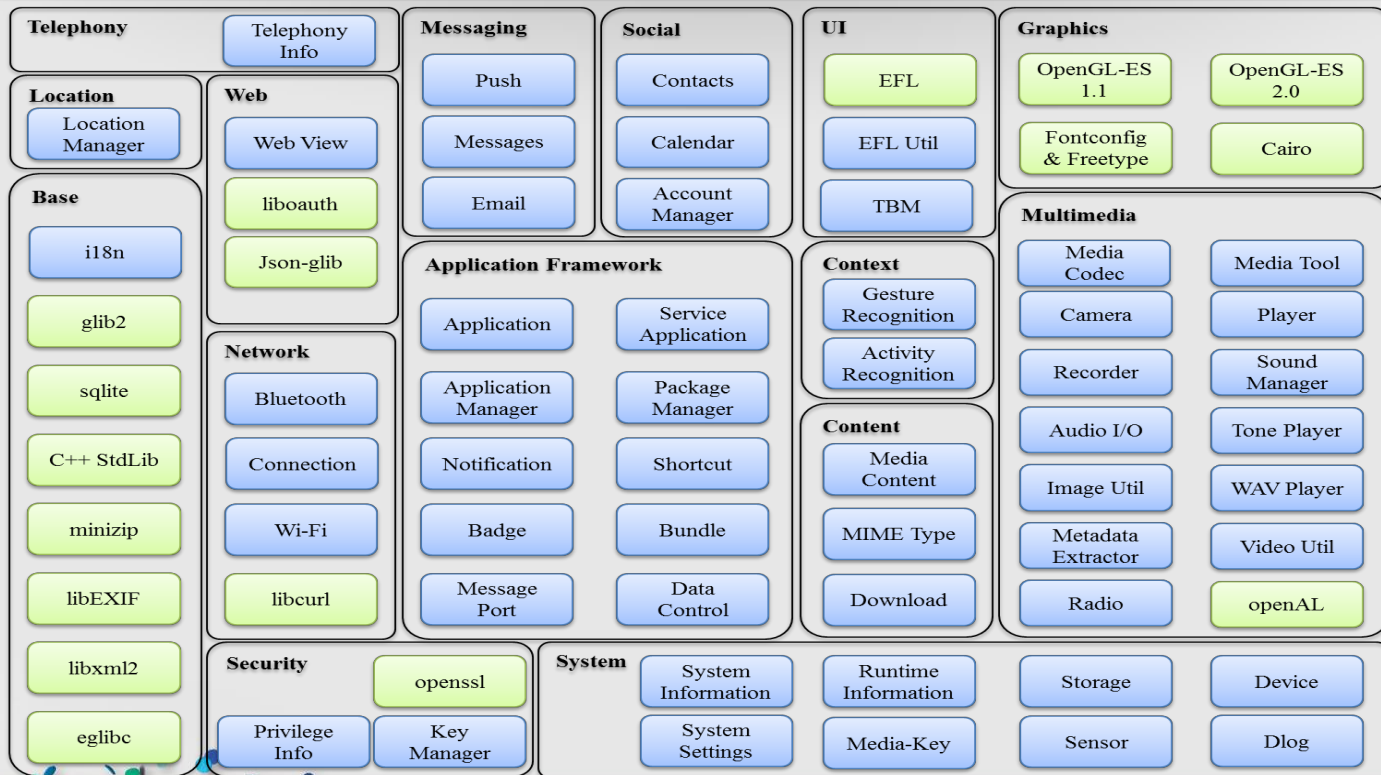 Telephony
Telephony
Info
Location
Location
Manager
Web
Web View
liboauth
Json-glib
Messaging
Push
Messages
Email
Social
Contacts
Calendar
Account
Manager
UI
EFL
EFL Util
TBM
Graphics
OpenGL-ES
1.1
OpenGL-ES
2.0
Fontconfig
& Freetype
Cairo
Base
i18n
glib2
sqlite
C++ StdLib
minizip
libEXIF
libxml2
eglibc
Network
Bluetooth
Connection
Wi-Fi
libcurl
Application Framework
Application
Service
Application
Application
Manager
Package
Manager
Notification
Shortcut
Badge
Bundle
Message
Port
Data
Control
Context
Gesture
Recognition
Activity
Recognition
Content
Media
Content
MIME Type
Download
Multimedia
Media
Codec
Media Tool
Camera
Player
Recorder
Sound
Manager
Audio I/O
Tone Player
Image Util
WAV Player
Metadata
Extractor
Video Util
Radio
openAL
Security
openssl
Privilege
Info
Key
Manager
System
System
Information
Runtime
Information
Storage
Device
System
Settings
Media-Key
Sensor
Dlog